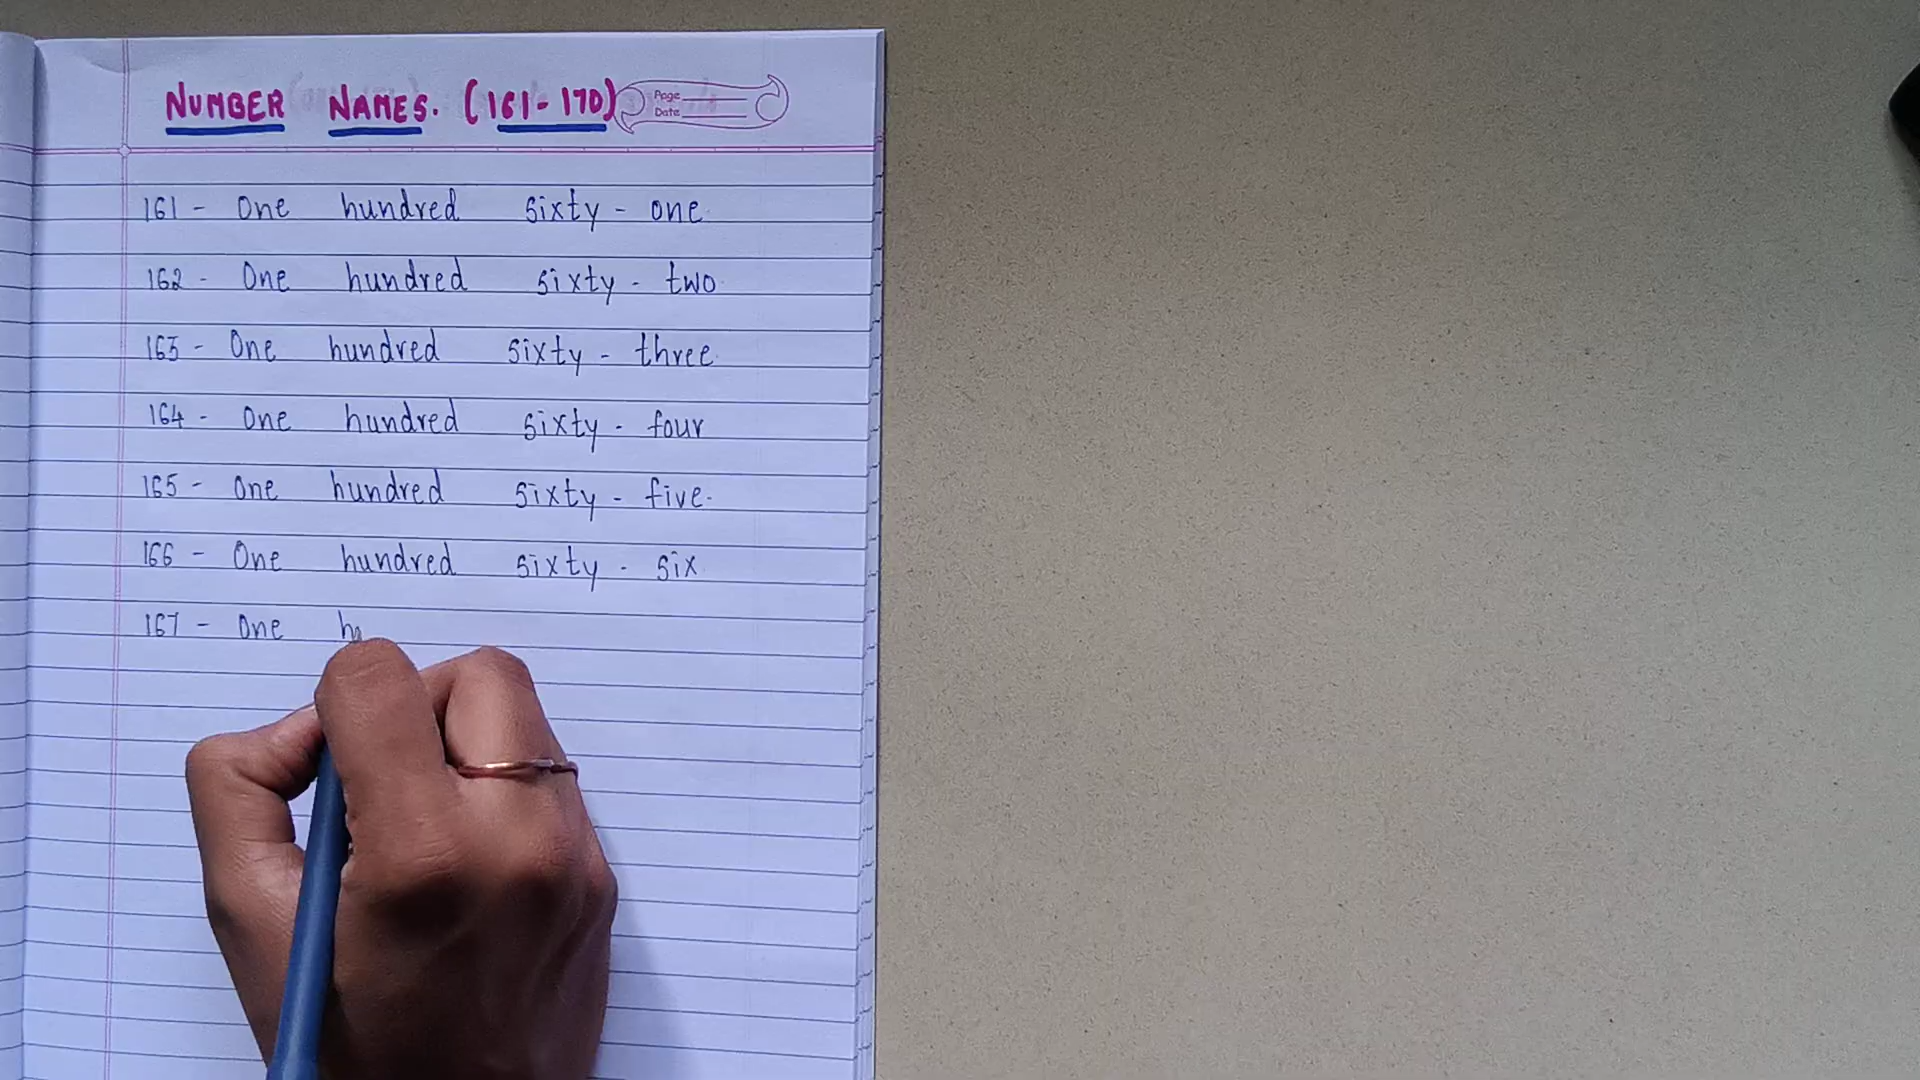 NUMBER NAMES. (161-170)
Page
Date
161 - One hundred sixty - one.
162 - One hundred sixty - two.
163 - One hundred sixty - three.
164 - One hundred sixty - four
165 - One hundred sixty - five.
166 - One hundred sixty - six.
167 - One h